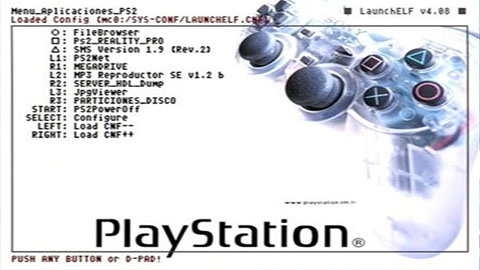 Menu_Aplicaciones_PS2
■ LaunchELF v4.08 ■
Loaded Config (mc0:/SYS-CONF/LAUNCHELF.CNF)
○: FileBrowser
□: Ps2_REALITY_PRO
△: SMS Version 1.9 (Rev.2)
L1: PS2Net
R1: MEGADRIVE
L2: MP3 Reproductor SE v1.2 b
R2: SERVER_HDL_Dump
L3: JpgViewer
R3: PARTICIONES_DISCO
START: PS2PowerOff
SELECT: Configure
LEFT: Load CNF--
RIGHT: Load CNF++
PlayStation®
PUSH ANY BUTTON or D-PAD!